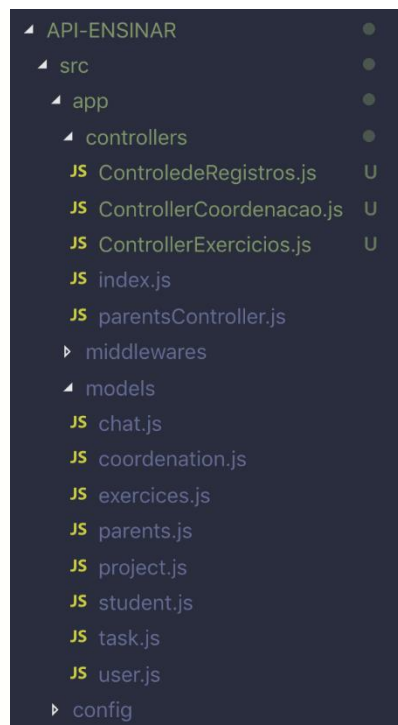 API-ENSINAR
src
app
controllers
JS ControledeRegistros.js U
JS ControllerCoordenacao.js U
JS ControllerExercicios.js U
JS index.js
JS parentsController.js
middlewares
models
JS chat.js
JS coordenation.js
JS exercices.js
JS parents.js
JS project.js
JS student.js
JS task.js
JS user.js
config